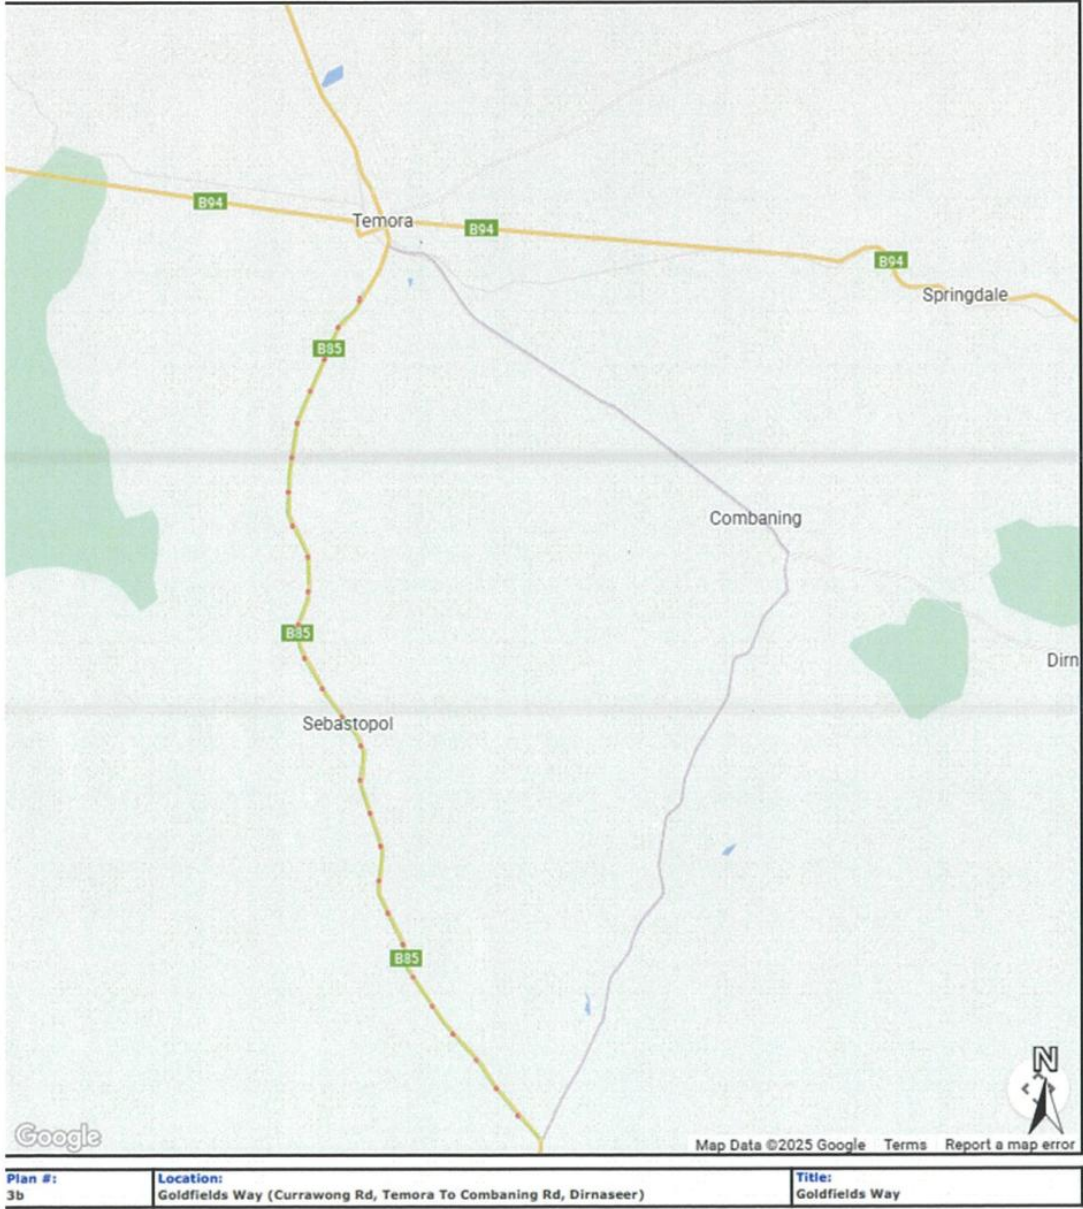 B94
Temora
B94
B94
Springdale
B85
Combaning
B85
Dirn
Sebastopol
B85
N
Google
Map Data ©2025 Google Terms Report a map error
Plan #: Location: Title:
3b Goldfields Way (Currawong Rd, Temora To Combaning Rd, Dirnaseer) Goldfields Way